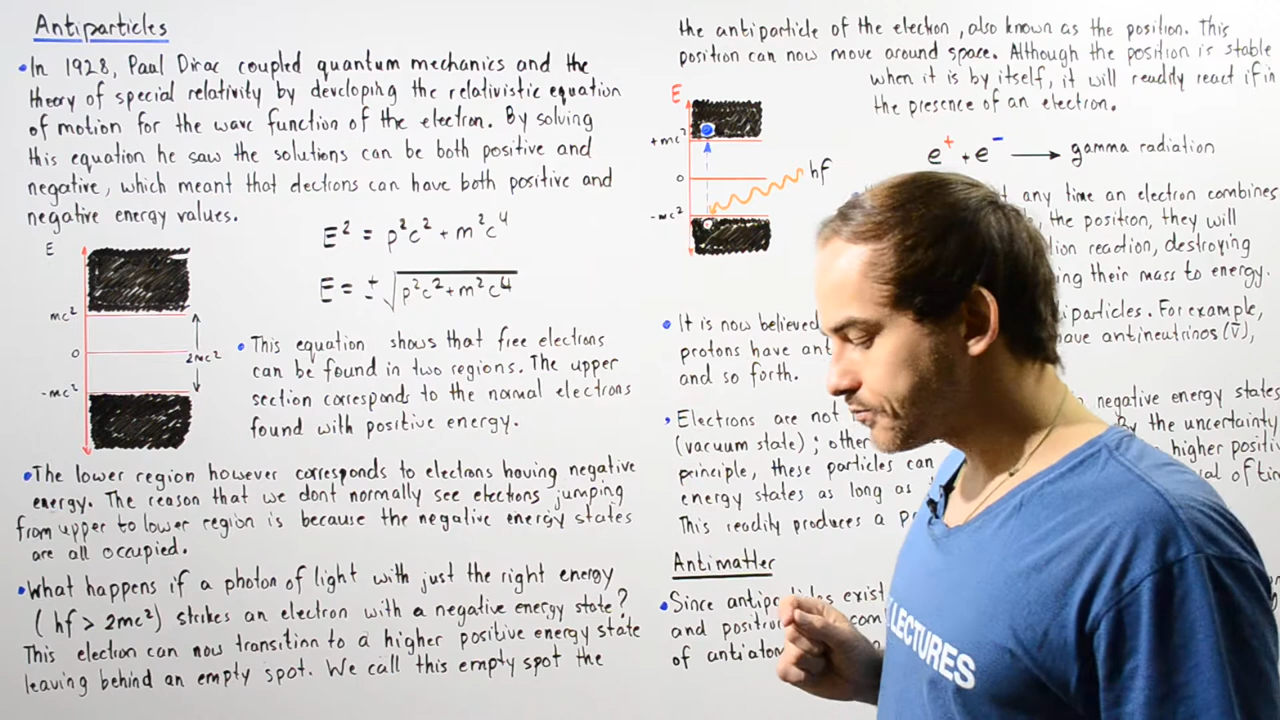 Antiparticles
• In 1928, Paul Dirac coupled quantum mechanics and the
theory of special relativity by developing the relativistic equation
of motion for the wave function of the electron. By solving
this equation he saw the solutions can be both positive and
negative, which meant that electrons can have both positive and
negative energy values.
E² = p²c² + m²c⁴
E = ± √p²c² + m²c⁴
E
mc²
0
-mc²
2mc²
• This equation shows that free electrons
can be found in two regions. The upper
section corresponds to the normal electrons
found with positive energy.
• The lower region however corresponds to electrons having negative
energy. The reason that we dont normally see electrons jumping
from upper to lower region is because the negative energy states
are all occupied.
• What happens if a photon of light with just the right energy
(hf > 2mc²) strikes an electron with a negative energy state?
This electron can now transition to a higher positive energy state
leaving behind an empty spot. We call this empty spot the
the antiparticle of the electron, also known as the position. This
position can now move around space. Although the position is stable
when it is by itself, it will readily react if in
the presence of an electron.
E
+mc²
0
-mc²
hf
e⁺ + e⁻ → gamma radiation
any time an electron combines
the positron, they will
reaction, destroying
their mass to energy.
• It is now believed
particles. For example,
protons have
antineutrinos (ν̄),
and so forth.
• Electrons are not
negative energy states
(vacuum state); other
By the uncertainty
principle, these particles can
higher
energy states as long as
of
This readily produces a
Antimatter
• Since exist
and
of
LECTURES